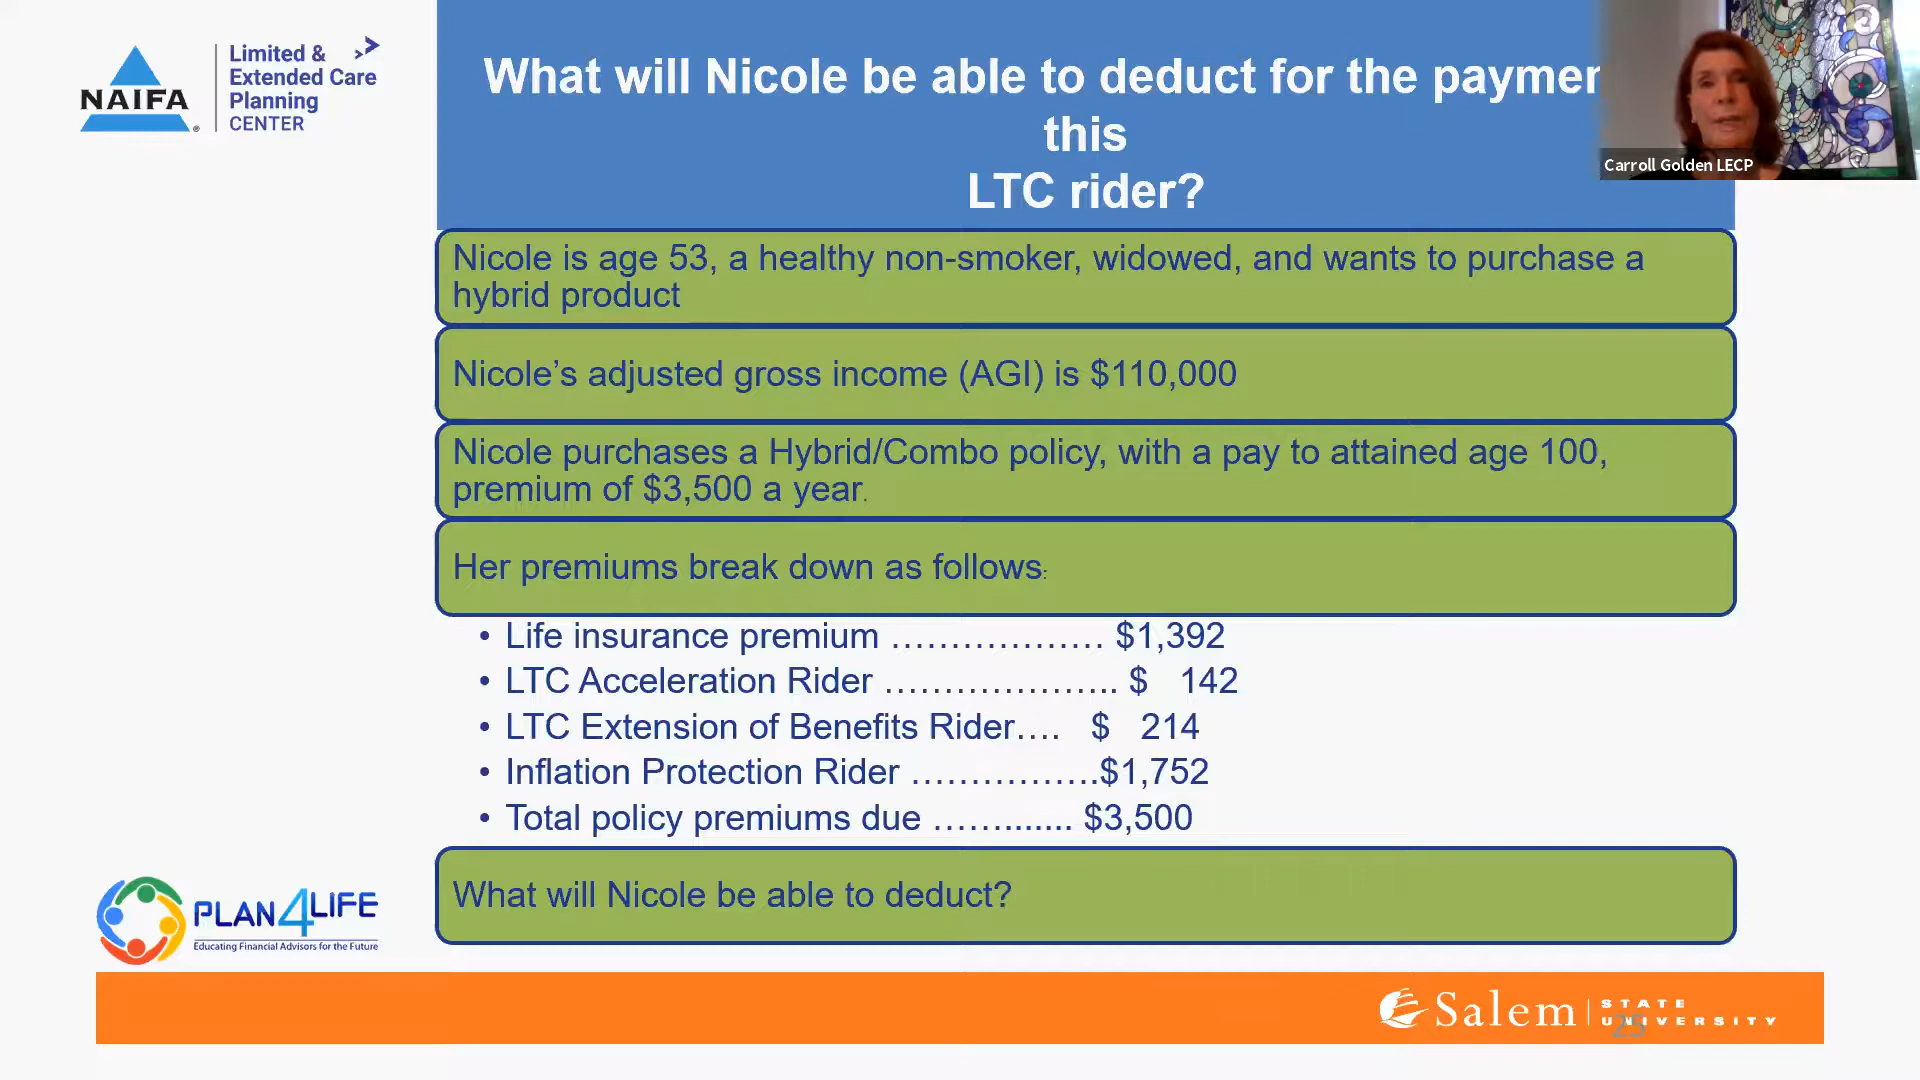 NAIFA
Limited &
Extended Care
Planning
CENTER
What will Nicole be able to deduct for the paymen
this
LTC rider?
Carroll Golden LECP
Nicole is age 53, a healthy non-smoker, widowed, and wants to purchase a
hybrid product
Nicole’s adjusted gross income (AGI) is $110,000
Nicole purchases a Hybrid/Combo policy, with a pay to attained age 100,
premium of $3,500 a year.
Her premiums break down as follows:
• Life insurance premium ……………… $1,392
• LTC Acceleration Rider ………………….. $ 142
• LTC Extension of Benefits Rider…. $ 214
• Inflation Protection Rider …………….$1,752
• Total policy premiums due ……....... $3,500
What will Nicole be able to deduct?
PLAN4LIFE
Educating Financial Advisors for the Future
Salem STATE
UNIVERSITY
25